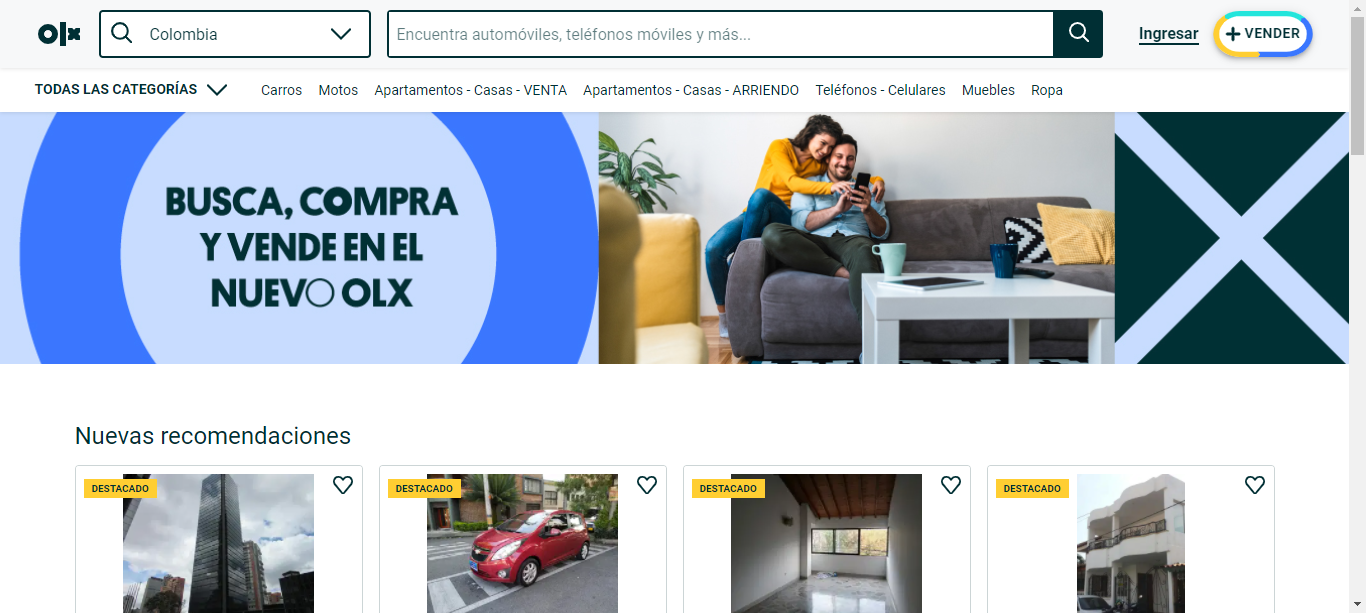 olx
Colombia
Encuentra automóviles, teléfonos móviles y más...
Ingresar
VENDER
TODAS LAS CATEGORÍAS
Carros
Motos
Apartamentos - Casas - VENTA
Apartamentos - Casas - ARRIENDO
Teléfonos - Celulares
Muebles
Ropa
BUSCA, COMPRA
Y VENDE EN EL
NUEVO OLX
Nuevas recomendaciones
DESTACADO
DESTACADO
DESTACADO
DESTACADO